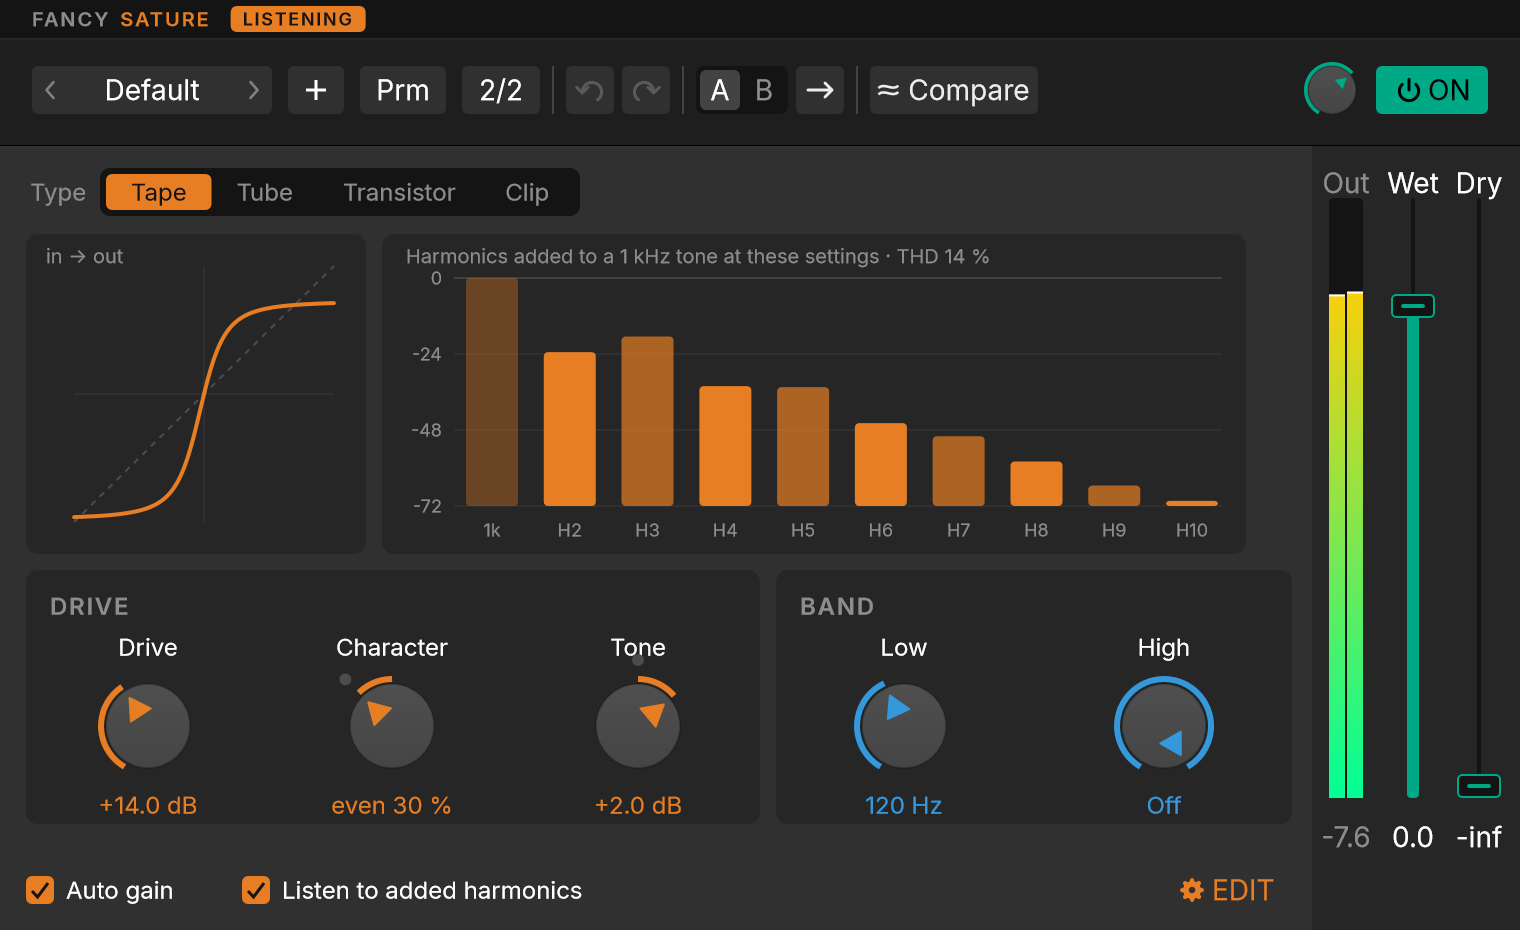 FANCY SATURE LISTENING
Default + Prm 2/2 A B → ≈ Compare ON
Type Tape Tube Transistor Clip
Out Wet Dry
in → out
Harmonics added to a 1 kHz tone at these settings · THD 14 %
0
-24
-48
-72
1k H2 H3 H4 H5 H6 H7 H8 H9 H10
DRIVE
Drive Character Tone
+14.0 dB even 30 % +2.0 dB
BAND
Low High
120 Hz Off
-7.6 0.0 -inf
Auto gain Listen to added harmonics EDIT